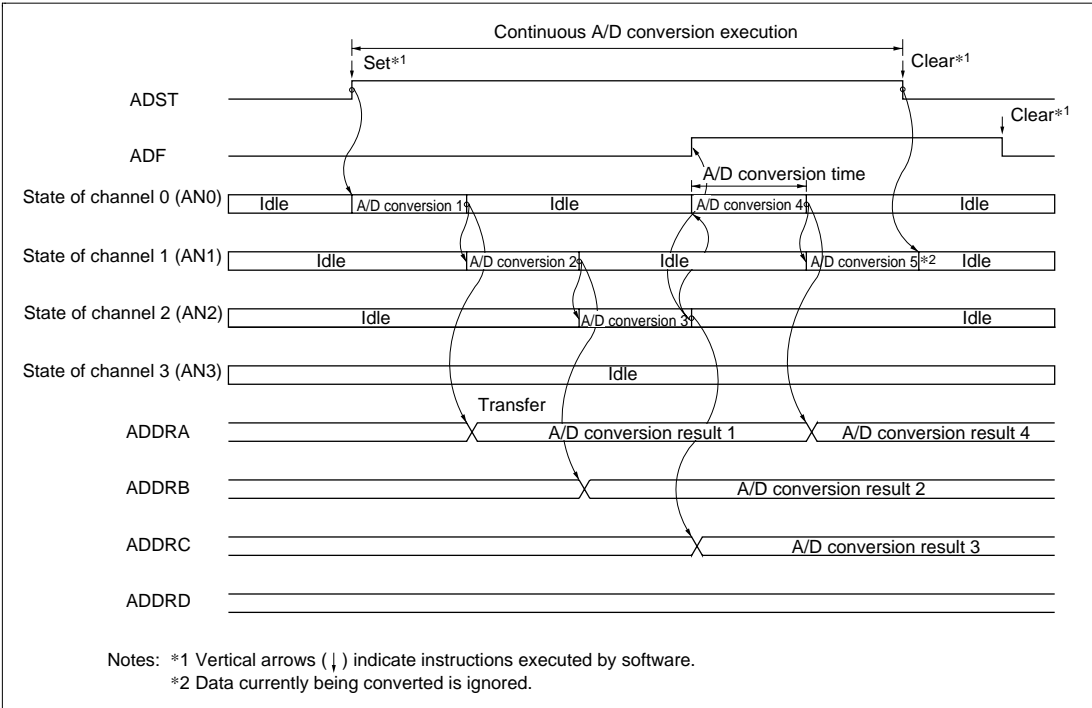 Continuous A/D conversion execution
Set*1
Clear*1
ADST
Clear*1
ADF
A/D conversion time
State of channel 0 (AN0)
Idle
A/D conversion 1
Idle
A/D conversion 4
Idle
State of channel 1 (AN1)
Idle
A/D conversion 2
Idle
A/D conversion 5
*2
Idle
State of channel 2 (AN2)
Idle
A/D conversion 3
Idle
State of channel 3 (AN3)
Idle
Transfer
ADDRA
A/D conversion result 1
A/D conversion result 4
ADDRB
A/D conversion result 2
ADDRC
A/D conversion result 3
ADDRD
Notes: *1 Vertical arrows (↓) indicate instructions executed by software.
*2 Data currently being converted is ignored.